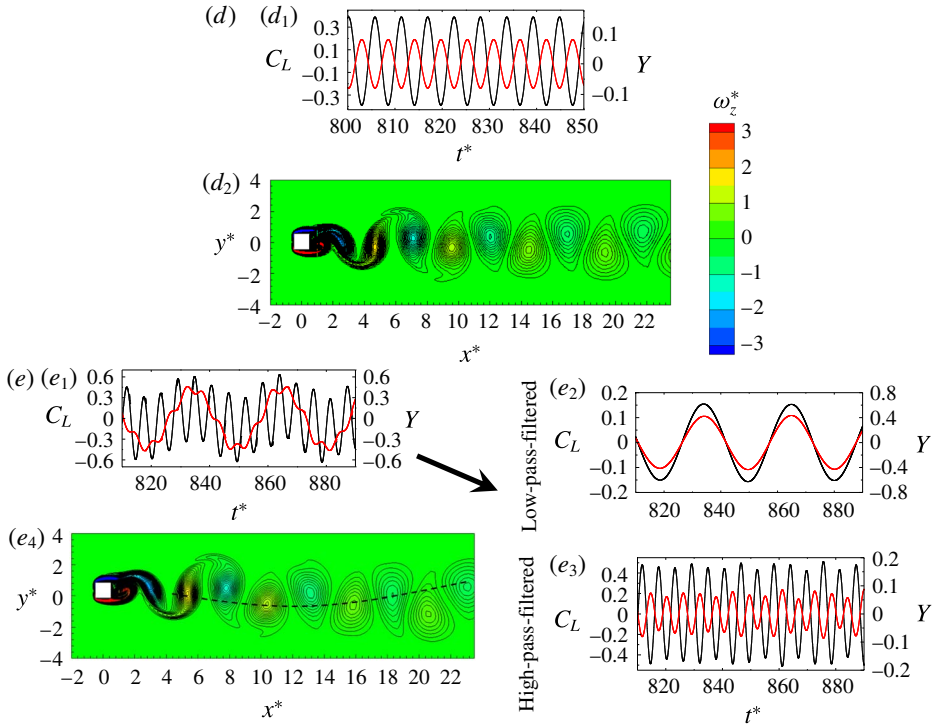 (d) (d1)
C_L
0.3
0.1
−0.1
−0.3
0.1
0
−0.1
Y
800 810 820 830 840 850
t*
ω_z*
3
2
1
0
−1
−2
−3
(d2)
4
2
0
−2
−4
y*
−2 0 2 4 6 8 10 12 14 16 18 20 22
x*
(e) (e1)
C_L
0.6
0.3
0
−0.3
−0.6
0.6
0.3
0
−0.3
−0.6
Y
820 840 860 880
t*
(e2)
Low-pass-filtered
C_L
0.2
0.1
0
−0.1
−0.2
0.8
0.4
0
−0.4
−0.8
Y
820 840 860 880
(e4)
4
2
0
−2
−4
y*
−2 0 2 4 6 8 10 12 14 16 18 20 22
x*
(e3)
High-pass-filtered
C_L
0.4
0.2
0
−0.2
−0.4
0.2
0.1
0
−0.1
−0.2
Y
820 840 860 880
t*